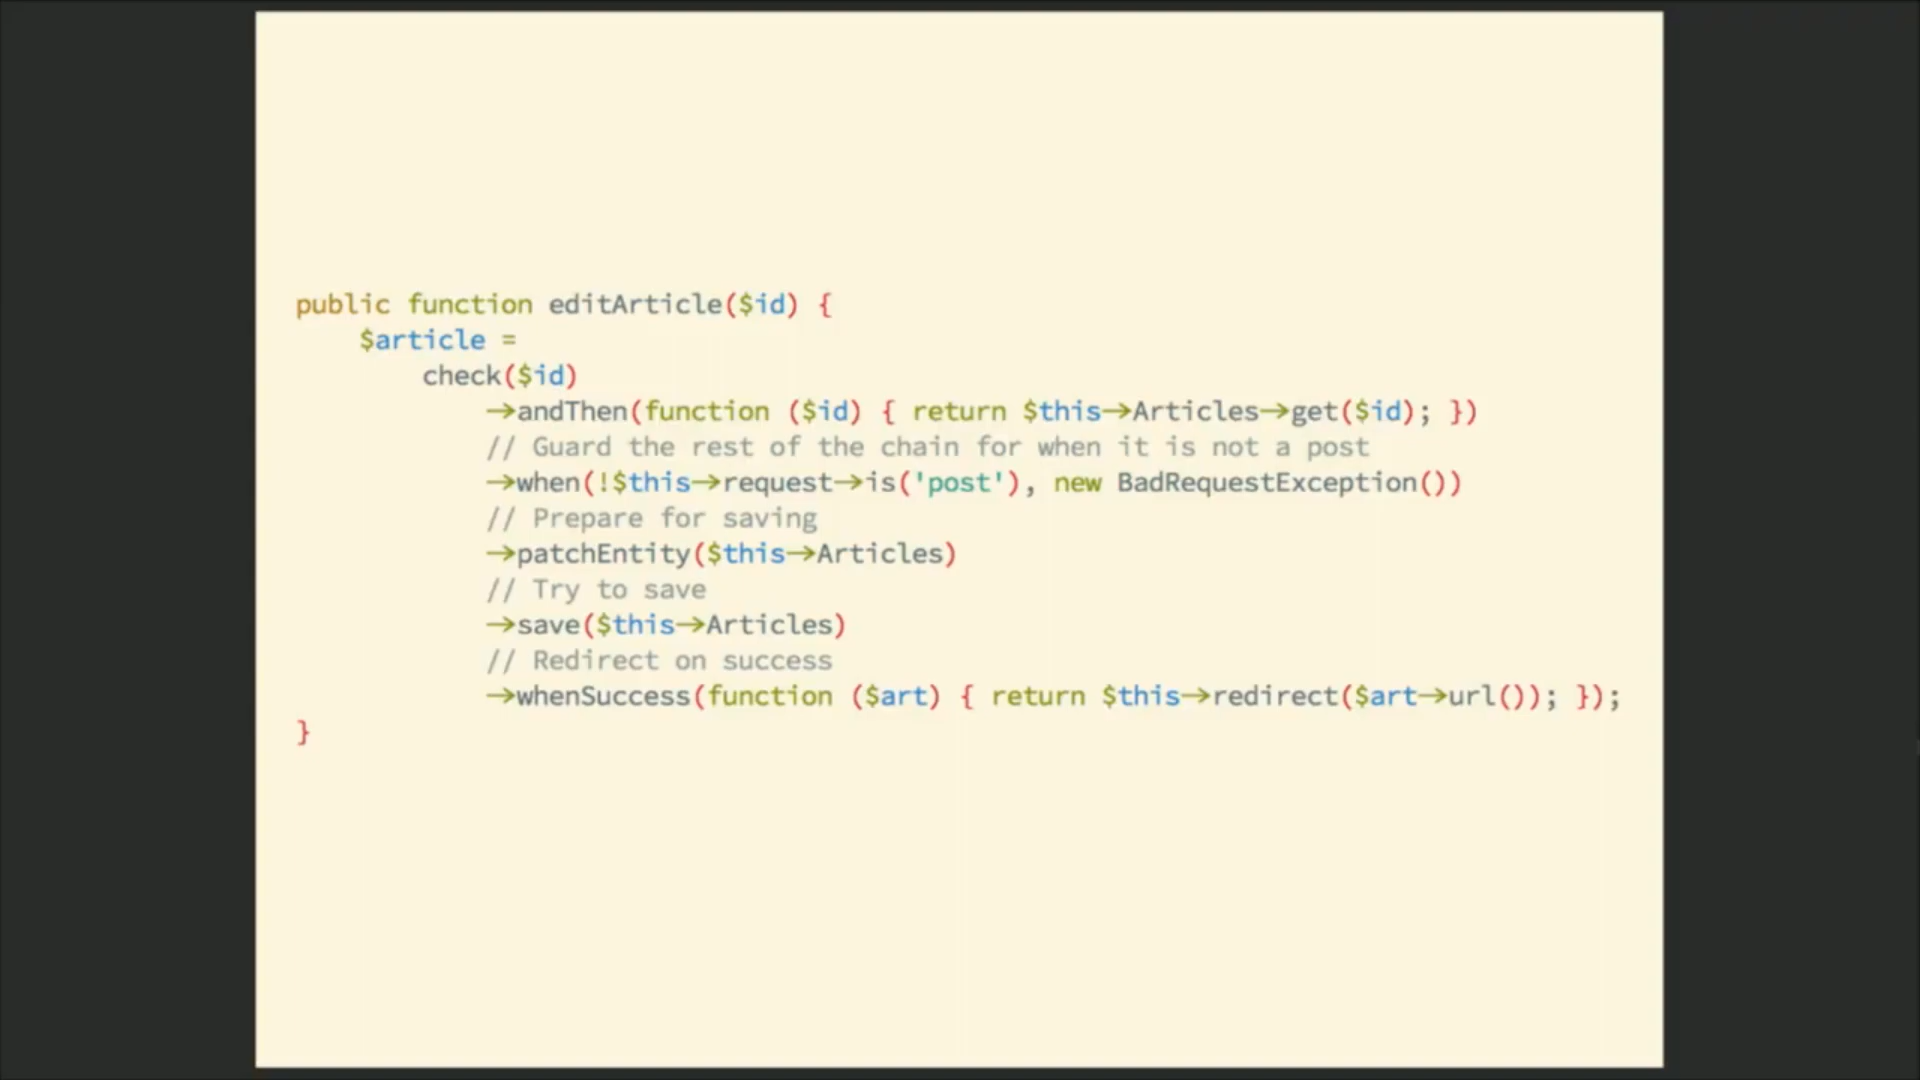 public function editArticle($id) {
$article =
check($id)
->andThen(function ($id) { return $this->Articles->get($id); })
// Guard the rest of the chain for when it is not a post
->when(!$this->request->is('post'), new BadRequestException())
// Prepare for saving
->patchEntity($this->Articles)
// Try to save
->save($this->Articles)
// Redirect on success
->whenSuccess(function ($art) { return $this->redirect($art->url()); });
}